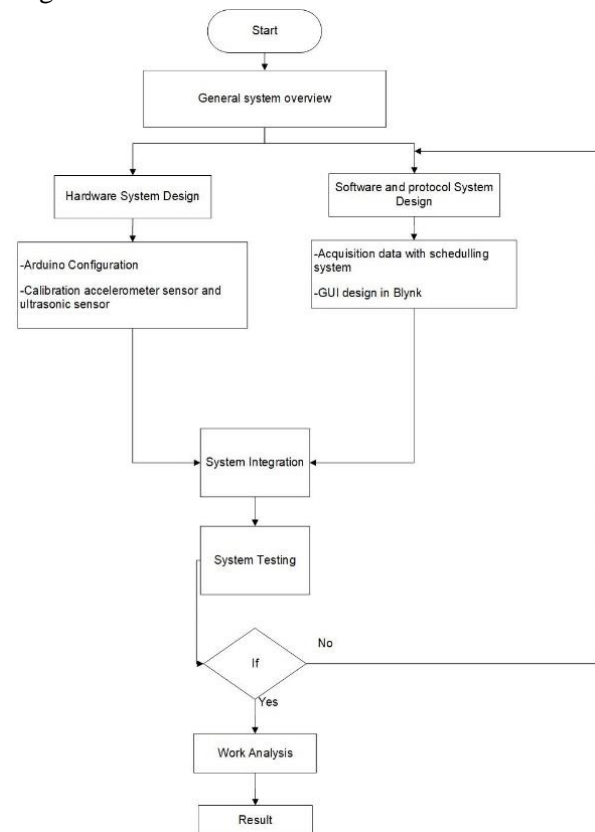 Start
General system overview
Hardware System Design
Software and protocol System
Design
-Arduino Configuration
-Calibration accelerometer sensor and
ultrasonic sensor
-Acquisition data with schedulling
system
-GUI design in Blynk
System Integration
System Testing
If
No
Yes
Work Analysis
Result